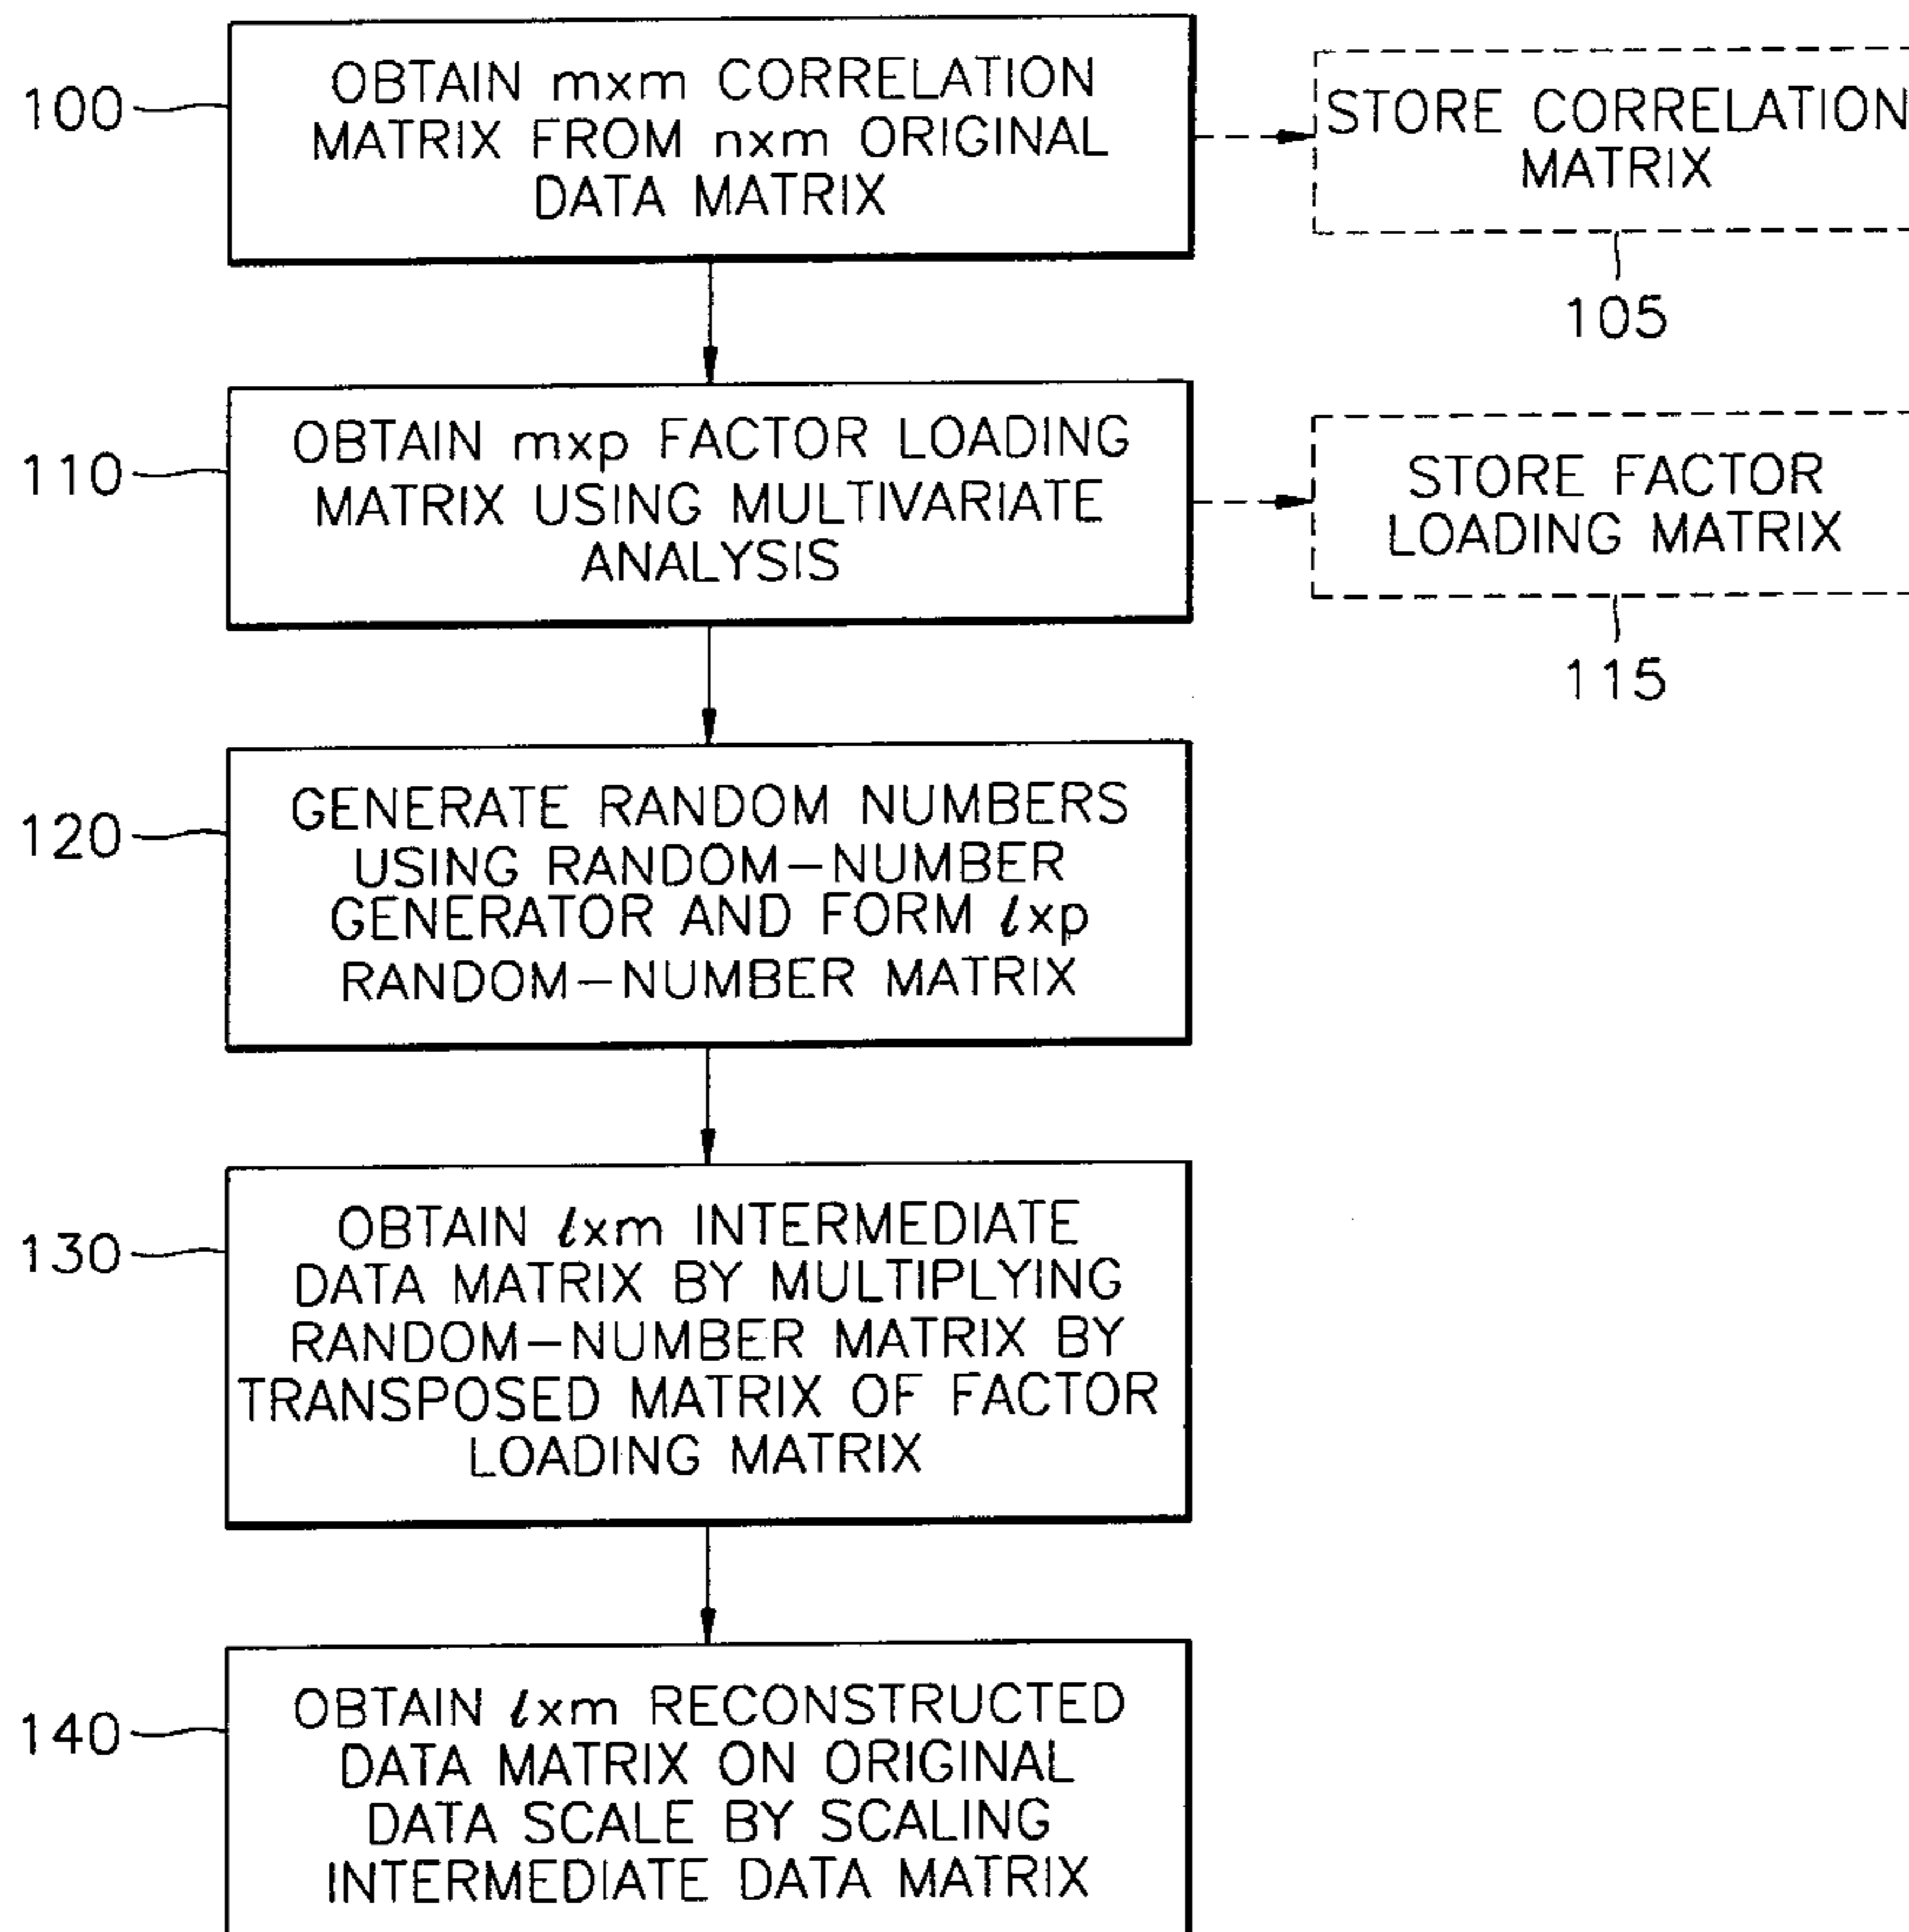 100
OBTAIN mxm CORRELATION
MATRIX FROM nxm ORIGINAL
DATA MATRIX
STORE CORRELATION
MATRIX
105
110
OBTAIN mxp FACTOR LOADING
MATRIX USING MULTIVARIATE
ANALYSIS
STORE FACTOR
LOADING MATRIX
115
120
GENERATE RANDOM NUMBERS
USING RANDOM-NUMBER
GENERATOR AND FORM ℓxp
RANDOM-NUMBER MATRIX
130
OBTAIN ℓxm INTERMEDIATE
DATA MATRIX BY MULTIPLYING
RANDOM-NUMBER MATRIX BY
TRANSPOSED MATRIX OF FACTOR
LOADING MATRIX
140
OBTAIN ℓxm RECONSTRUCTED
DATA MATRIX ON ORIGINAL
DATA SCALE BY SCALING
INTERMEDIATE DATA MATRIX